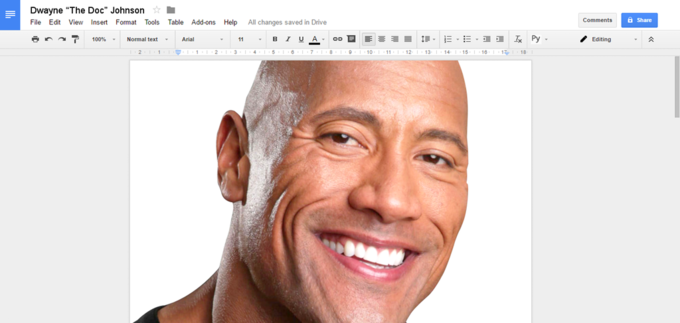 Dwayne “The Doc” Johnson
File Edit View Insert Format Tools Table Add-ons Help All changes saved in Drive
Comments Share
100% Normal text Arial 11 B I U A Py Editing
2 1 1 2 3 4 5 6 7 8 9 10 11 12 13 14 15 16 17 18